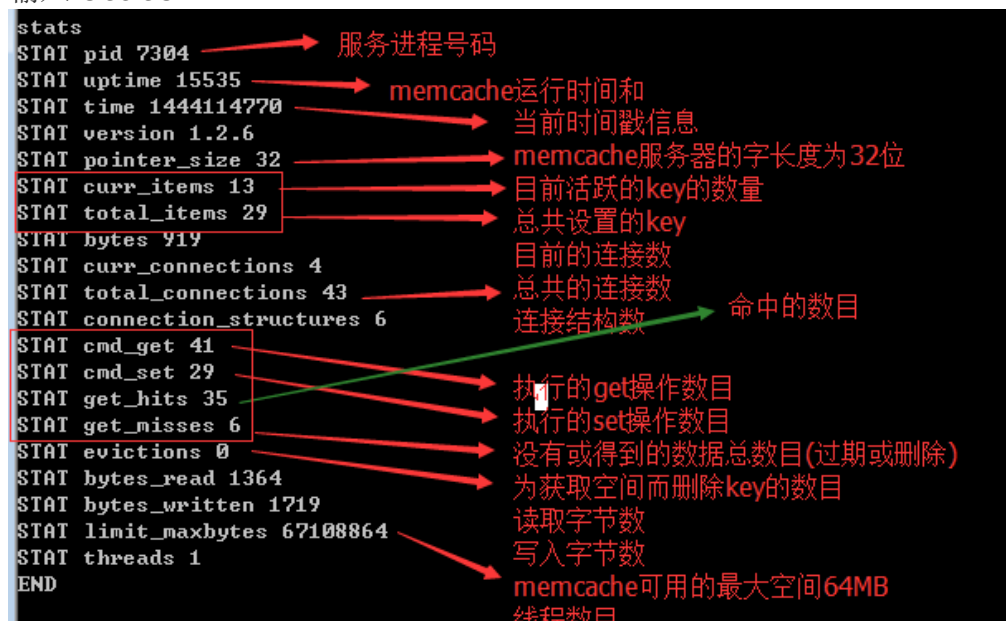 stats
STAT pid 7304
服务进程号码
STAT uptime 15535
memcache运行时间和
STAT time 1444114770
当前时间戳信息
STAT version 1.2.6
STAT pointer_size 32
memcache服务器的字长度为32位
STAT curr_items 13
目前活跃的key的数量
STAT total_items 29
总共设置的key
STAT bytes 919
目前的连接数
STAT curr_connections 4
STAT total_connections 43
总共的连接数
命中的数目
STAT connection_structures 6
连接结构数
STAT cmd_get 41
STAT cmd_set 29
执行的get操作数目
STAT get_hits 35
执行的set操作数目
STAT get_misses 6
没有或得到的数据总数目(过期或删除)
STAT evictions 0
为获取空间而删除key的数目
STAT bytes_read 1364
STAT bytes_written 1719
读取字节数
STAT limit_maxbytes 67108864
写入字节数
STAT threads 1
END
memcache可用的最大空间64MB
线程数目